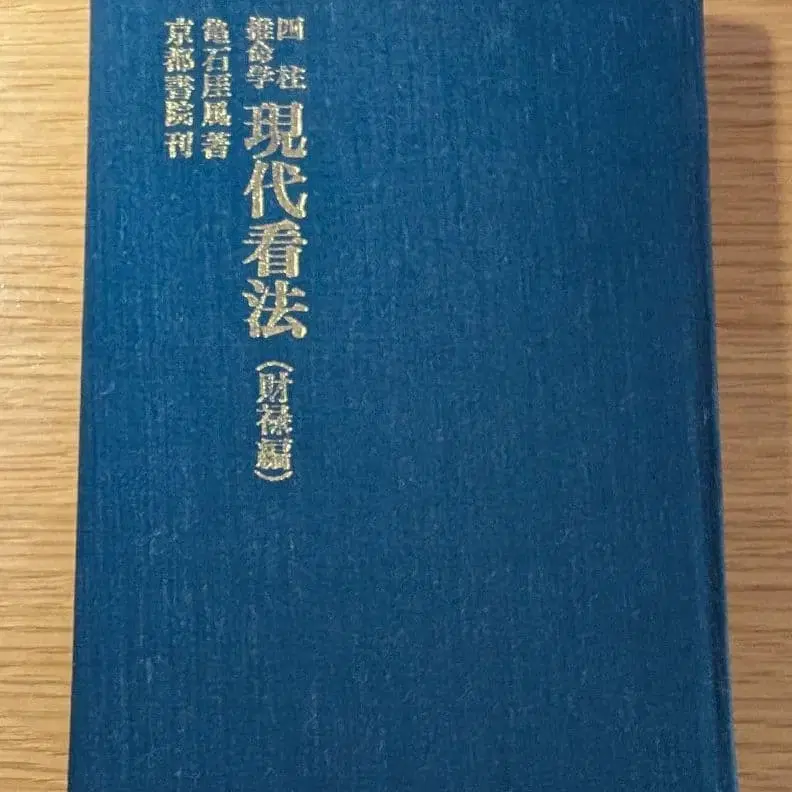 四柱
推命学
現代看法(財禄編)
亀石厓風著
京都書院刊